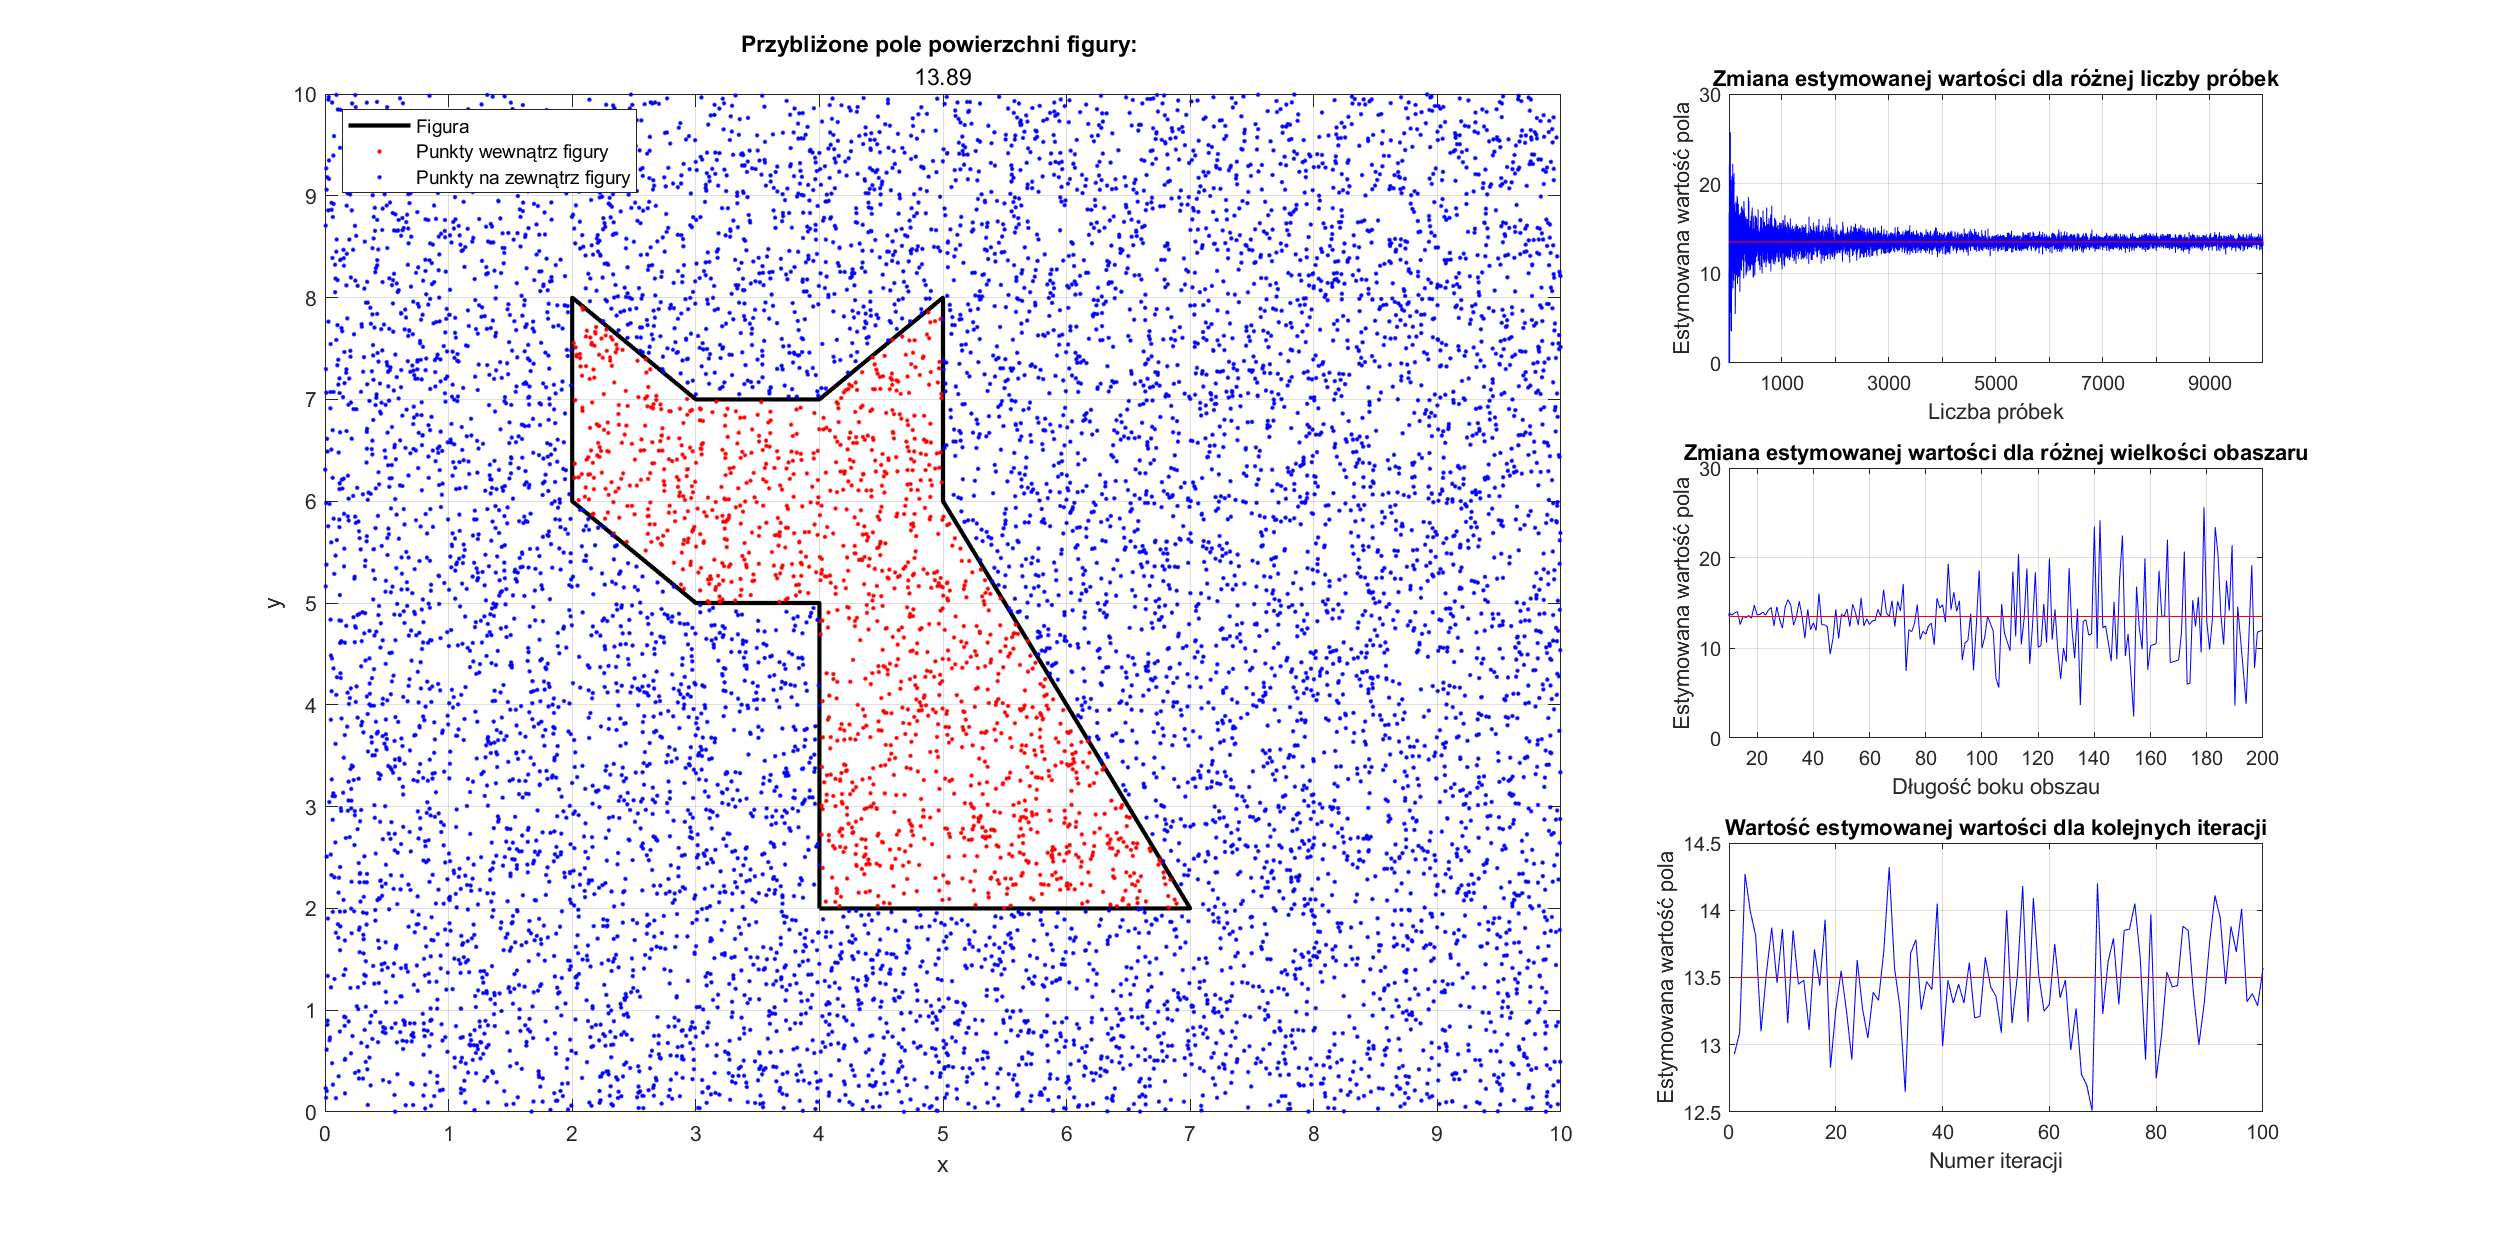 Przybliżone pole powierzchni figury:
13.89
Figura
Punkty wewnątrz figury
Punkty na zewnątrz figury
10
9
8
7
6
5
4
3
2
1
0
y
0 1 2 3 4 5 6 7 8 9 10
x
Zmiana estymowanej wartości dla różnej liczby próbek
Estymowana wartość pola
30
20
10
0
1000 3000 5000 7000 9000
Liczba próbek
Zmiana estymowanej wartości dla różnej wielkości obaszaru
Estymowana wartość pola
30
20
10
0
20 40 60 80 100 120 140 160 180 200
Długość boku obszau
Wartość estymowanej wartości dla kolejnych iteracji
Estymowana wartość pola
14.5
14
13.5
13
12.5
0 20 40 60 80 100
Numer iteracji